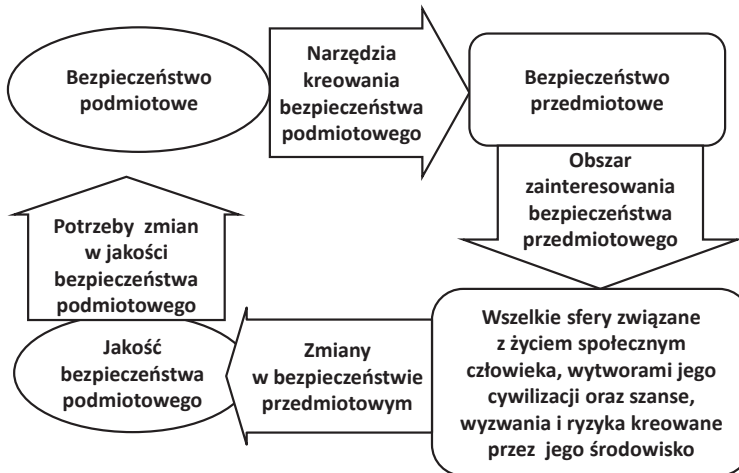 Bezpieczeństwo
podmiotowe
Narzędzia
kreowania
bezpieczeństwa
podmiotowego
Bezpieczeństwo
przedmiotowe
Obszar
zainteresowania
bezpieczeństwa
przedmiotowego
Wszelkie sfery związane
z życiem społecznym
człowieka, wytworami jego
cywilizacji oraz szanse,
wyzwania i ryzyka kreowane
przez jego środowisko
Zmiany
w bezpieczeństwie
przedmiotowym
Jakość
bezpieczeństwa
podmiotowego
Potrzeby zmian
w jakości
bezpieczeństwa
podmiotowego